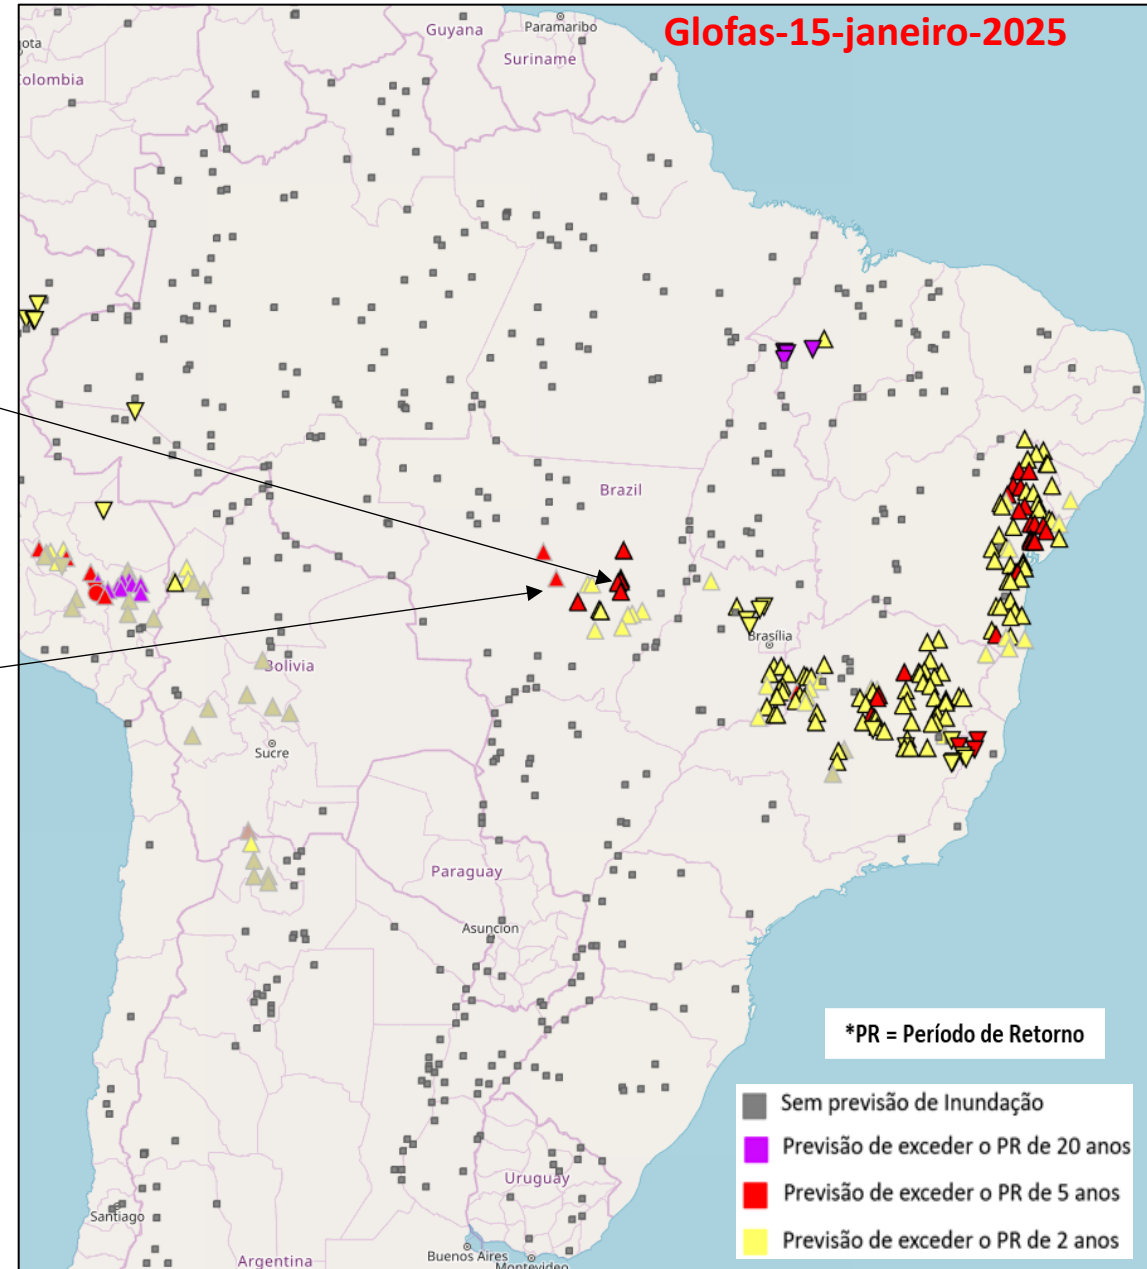 Glofas-15-janeiro-2025
Guyana
Paramaribo
Suriname
ota
olombia
Brazil
Brasília
Bolivia
Sucre
Paraguay
Asuncion
Uruguay
Santiago
Argentina
Buenos Aires
Montevideo
*PR = Período de Retorno
Sem previsão de Inundação
Previsão de exceder o PR de 20 anos
Previsão de exceder o PR de 5 anos
Previsão de exceder o PR de 2 anos